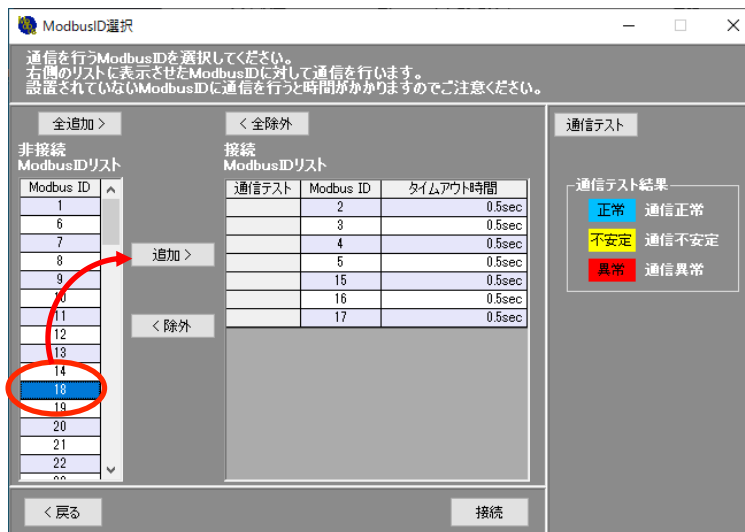 ModbusID選択
通信を行うModbusIDを選択してください。
右側のリストに表示させたModbusIDに対して通信を行います。
設置されていないModbusIDに通信を行うと時間がかかりますのでご注意ください。
全追加 >
< 全除外
通信テスト
非接続
ModbusIDリスト
接続
ModbusIDリスト
Modbus ID
1
6
7
8
9
10
11
12
13
14
18
19
20
21
22
追加 >
< 除外
通信テスト Modbus ID タイムアウト時間
2 0.5sec
3 0.5sec
4 0.5sec
5 0.5sec
15 0.5sec
16 0.5sec
17 0.5sec
通信テスト結果
正常 通信正常
不安定 通信不安定
異常 通信異常
< 戻る
接続